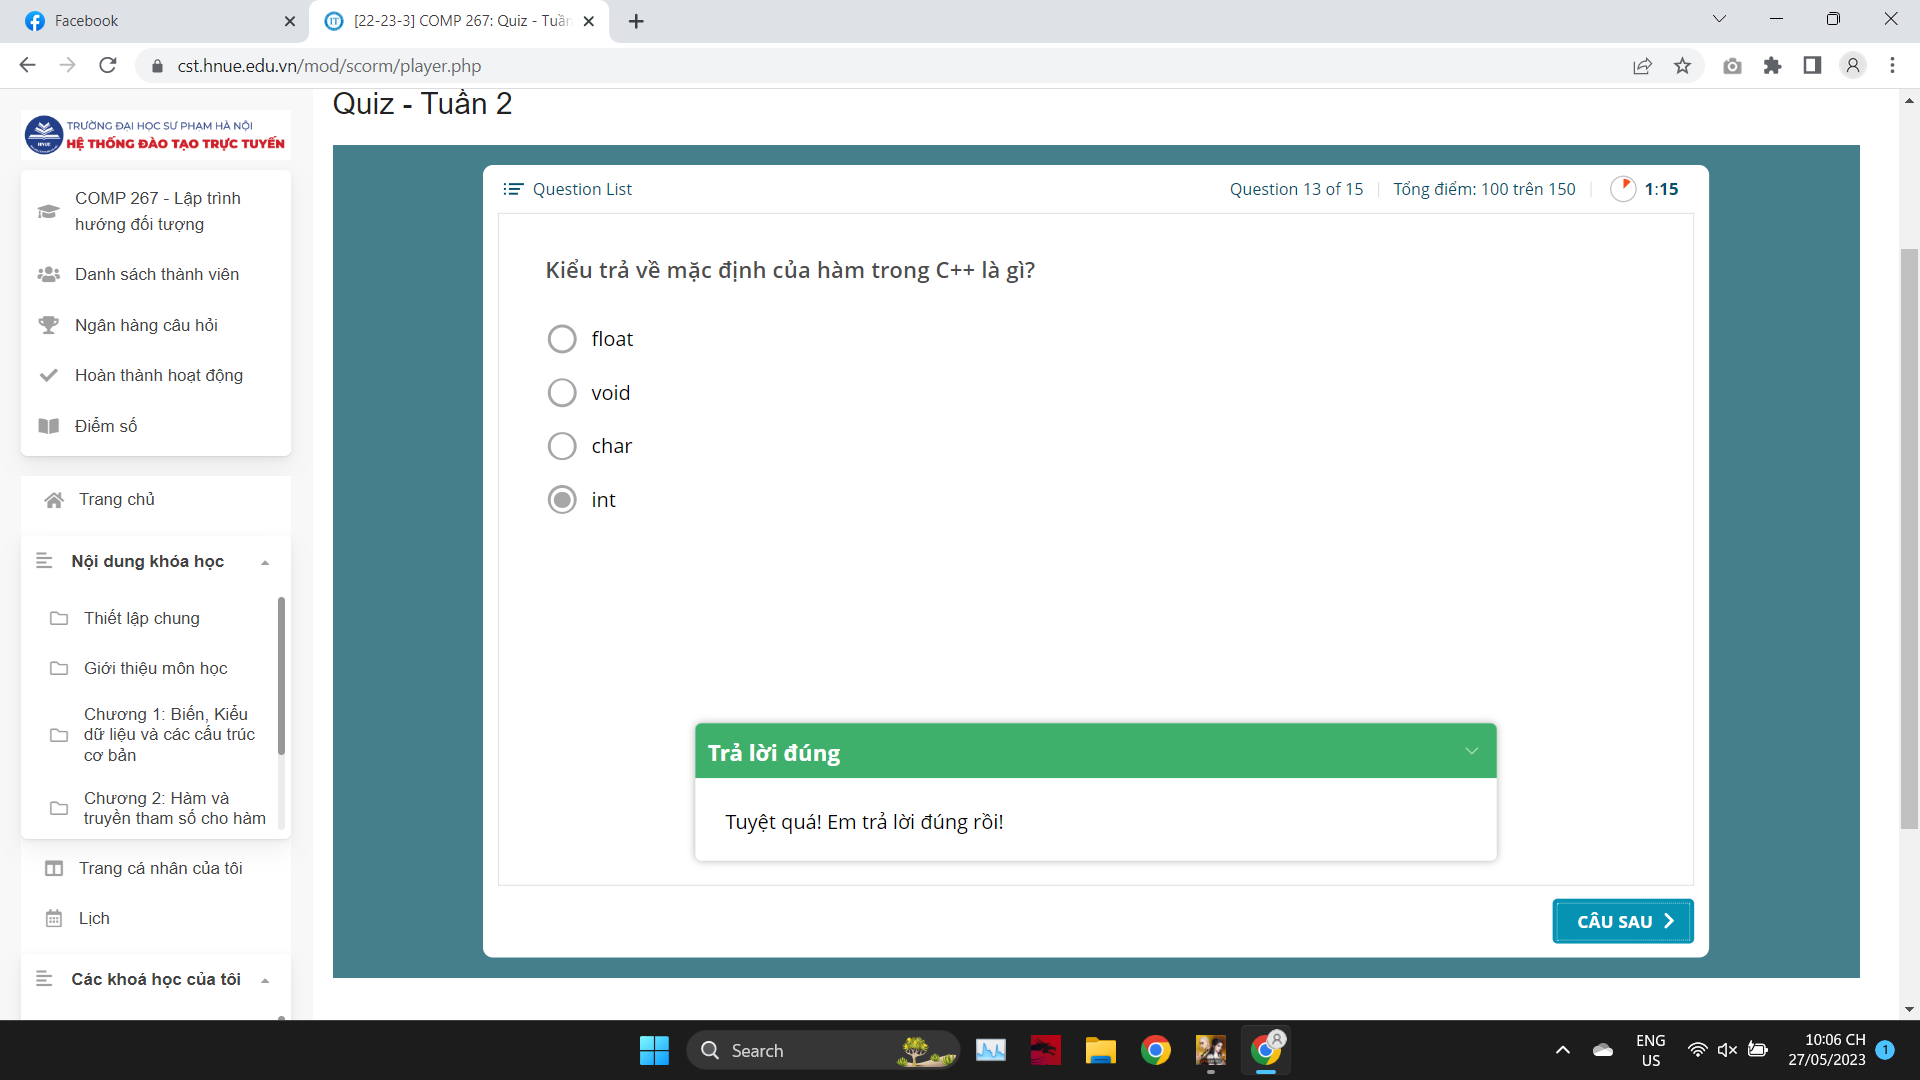 Facebook
[22-23-3] COMP 267: Quiz - Tuần
cst.hnue.edu.vn/mod/scorm/player.php
TRƯỜNG ĐẠI HỌC SƯ PHẠM HÀ NỘI
HỆ THỐNG ĐÀO TẠO TRỰC TUYẾN
HNUE
COMP 267 - Lập trình
hướng đối tượng
Danh sách thành viên
Ngân hàng câu hỏi
Hoàn thành hoạt động
Điểm số
Trang chủ
Nội dung khóa học
Thiết lập chung
Giới thiệu môn học
Chương 1: Biến, Kiểu
dữ liệu và các cấu trúc
cơ bản
Chương 2: Hàm và
truyền tham số cho hàm
Trang cá nhân của tôi
Lịch
Các khoá học của tôi
Quiz - Tuần 2
Question List
Question 13 of 15
Tổng điểm: 100 trên 150
1:15
Kiểu trả về mặc định của hàm trong C++ là gì?
float
void
char
int
Trả lời đúng
Tuyệt quá! Em trả lời đúng rồi!
CÂU SAU
Search
ENG
US
10:06 CH
27/05/2023
1